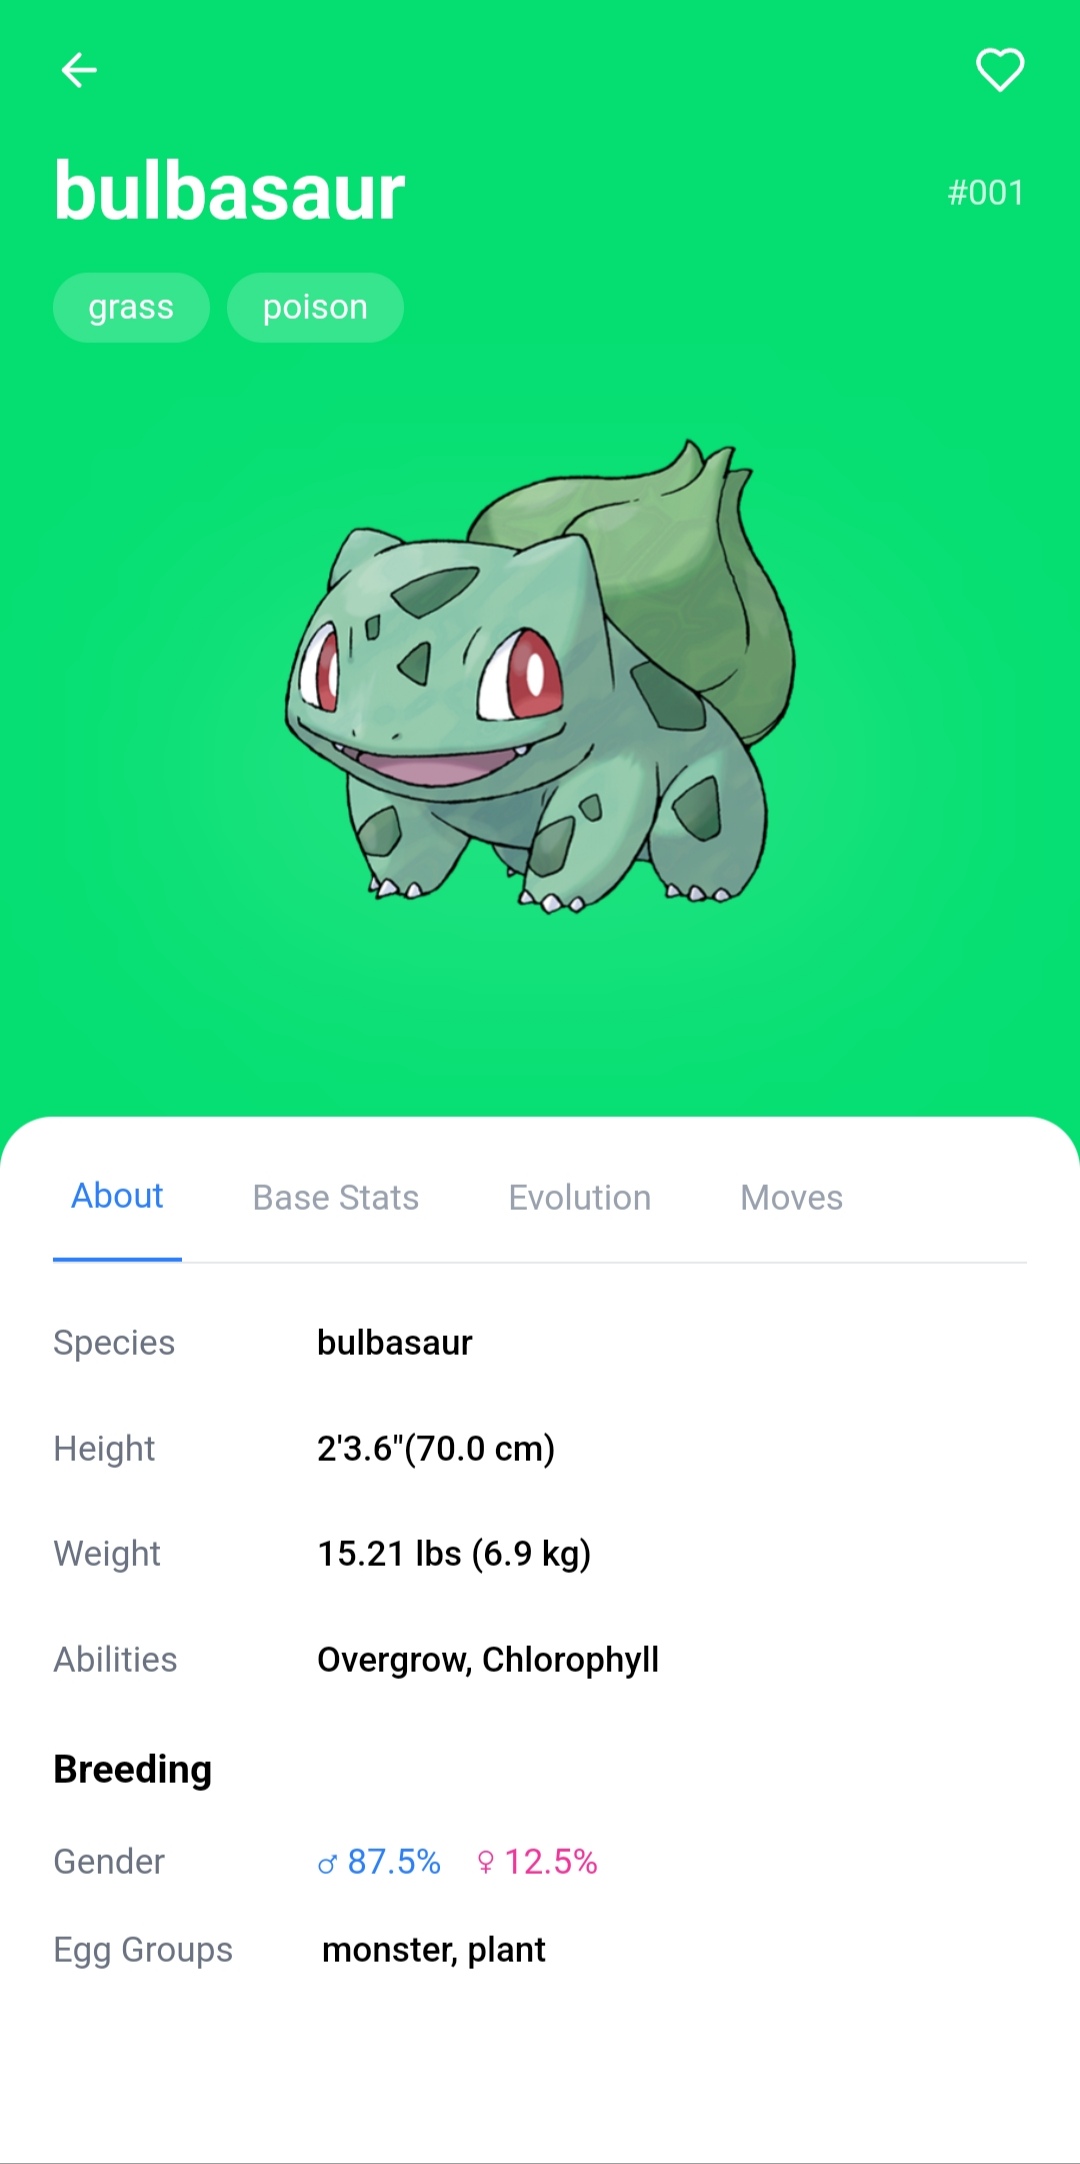 bulbasaur
#001
grass poison
About Base Stats Evolution Moves
Species bulbasaur
Height 2'3.6"(70.0 cm)
Weight 15.21 lbs (6.9 kg)
Abilities Overgrow, Chlorophyll
Breeding
Gender ♂ 87.5% ♀ 12.5%
Egg Groups monster, plant